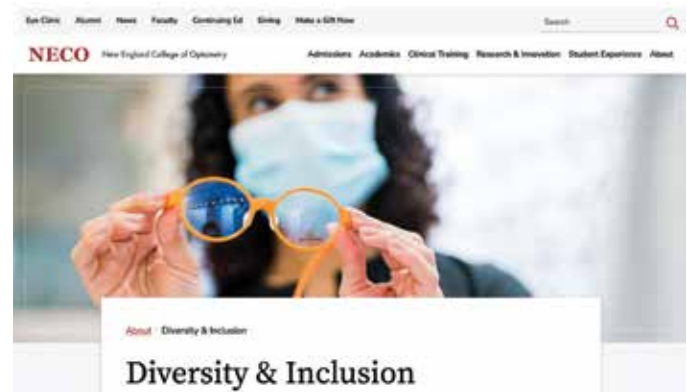 Eye Clinic Alumni News Faculty Continuing Ed Giving Make a Gift Now Search
NECO New England College of Optometry Admissions Academics Clinical Training Research & Innovation Student Experience About
About · Diversity & Inclusion
Diversity & Inclusion